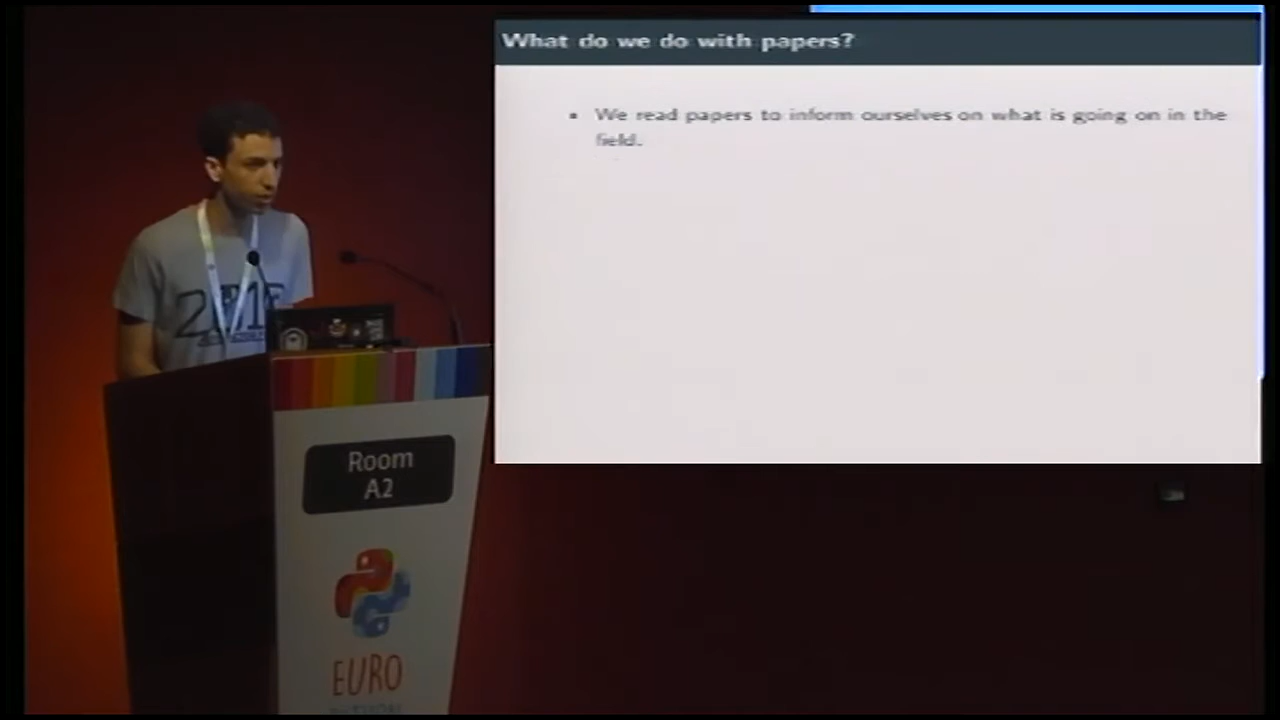 What do we do with papers?
• We read papers to inform ourselves on what is going on in the
field.
Room
A2
EURO